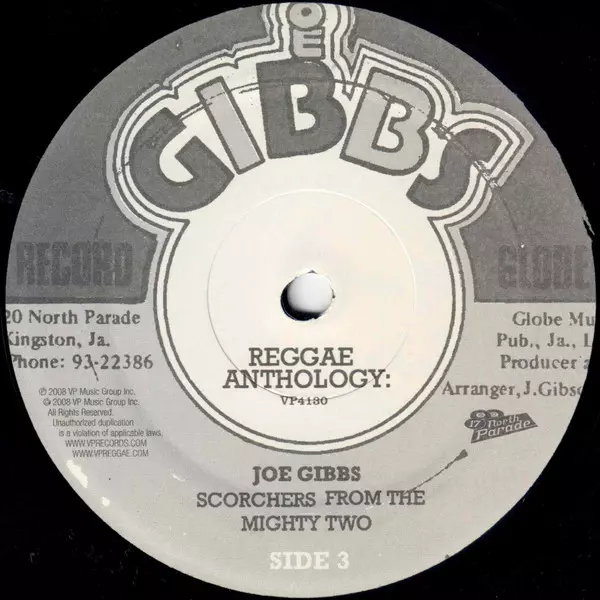 JOE
GIBBS
RECORD
GLOBE
20 North Parade
Kingston, Ja.
Phone: 93-22386
Globe Mu
Pub., Ja., L
Producer a
Arranger, J.Gibso
REGGAE
ANTHOLOGY:
VP4180
℗ 2008 VP Music Group Inc.
© 2008 VP Music Group Inc.
All Rights Reserved.
Unauthorized duplication
is a violation of applicable laws.
WWW.VPRECORDS.COM
WWW.VPREGGAE.COM
17 North
Parade
JOE GIBBS
SCORCHERS FROM THE
MIGHTY TWO
SIDE 3